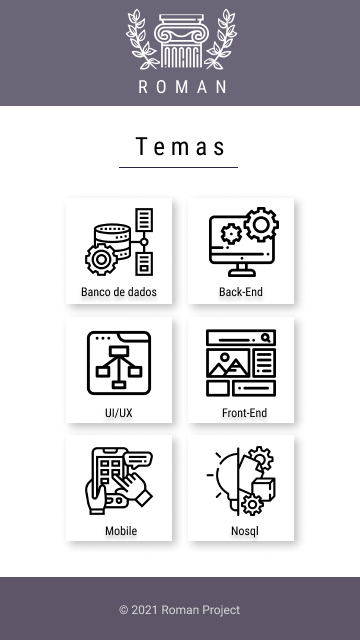 ROMAN
Temas
Banco de dados
Back-End
UI/UX
Front-End
Mobile
Nosql
© 2021 Roman Project